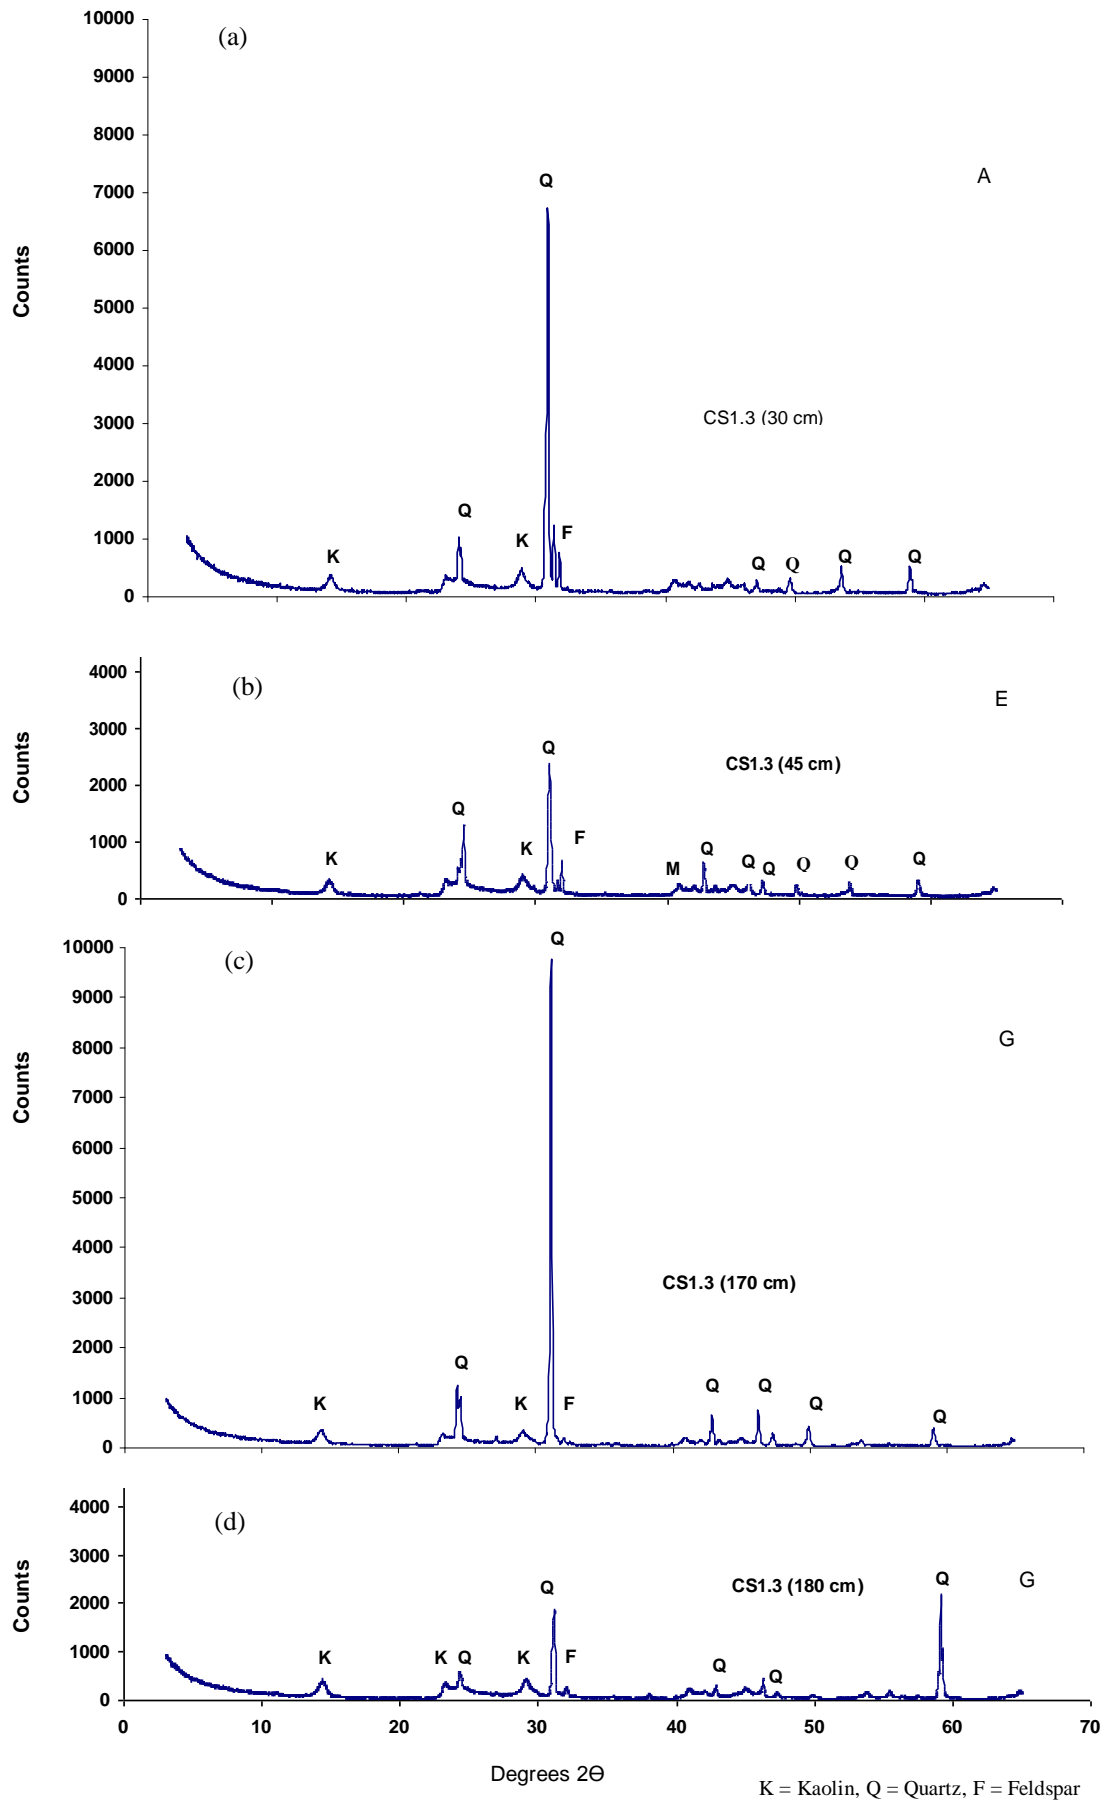 10000
(a)
9000
8000
A
Q
7000
6000
Counts
5000
4000
CS1.3 (30 cm)
3000
2000
Q
1000
K
K
F
Q
Q
Q
Q
0
4000
(b)
E
3000
Q
CS1.3 (45 cm)
Counts
2000
Q
F
1000
K
K
M
Q
Q
Q
Q
Q
Q
0
10000
Q
(c)
9000
G
8000
Counts
7000
6000
5000
4000
CS1.3 (170 cm)
3000
2000
Q
1000
K
K
F
Q
Q
Q
Q
0
4000
(d)
3000
Q
CS1.3 (180 cm)
Q
G
Counts
2000
1000
K
K
Q
K
F
Q
Q
0
0 10 20 30 40 50 60 70
Degrees 2Θ
K = Kaolin, Q = Quartz, F = Feldspar